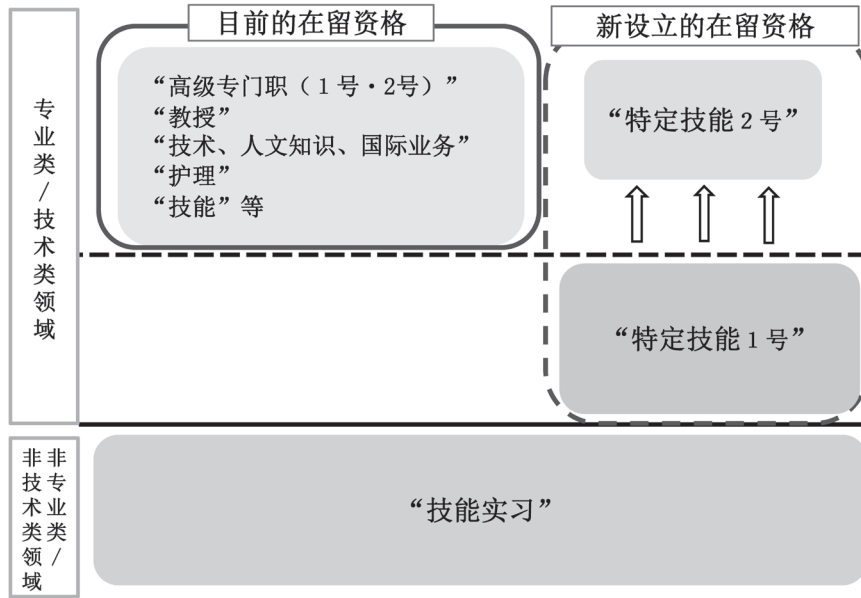 目前的在留资格
新设立的在留资格
专业类/技术类领域
“高级专门职（1号・2号）”
“教授”
“技术、人文知识、国际业务”
“护理”
“技能”等
“特定技能2号”
“特定技能1号”
非专业类/
非技术类领域
“技能实习”